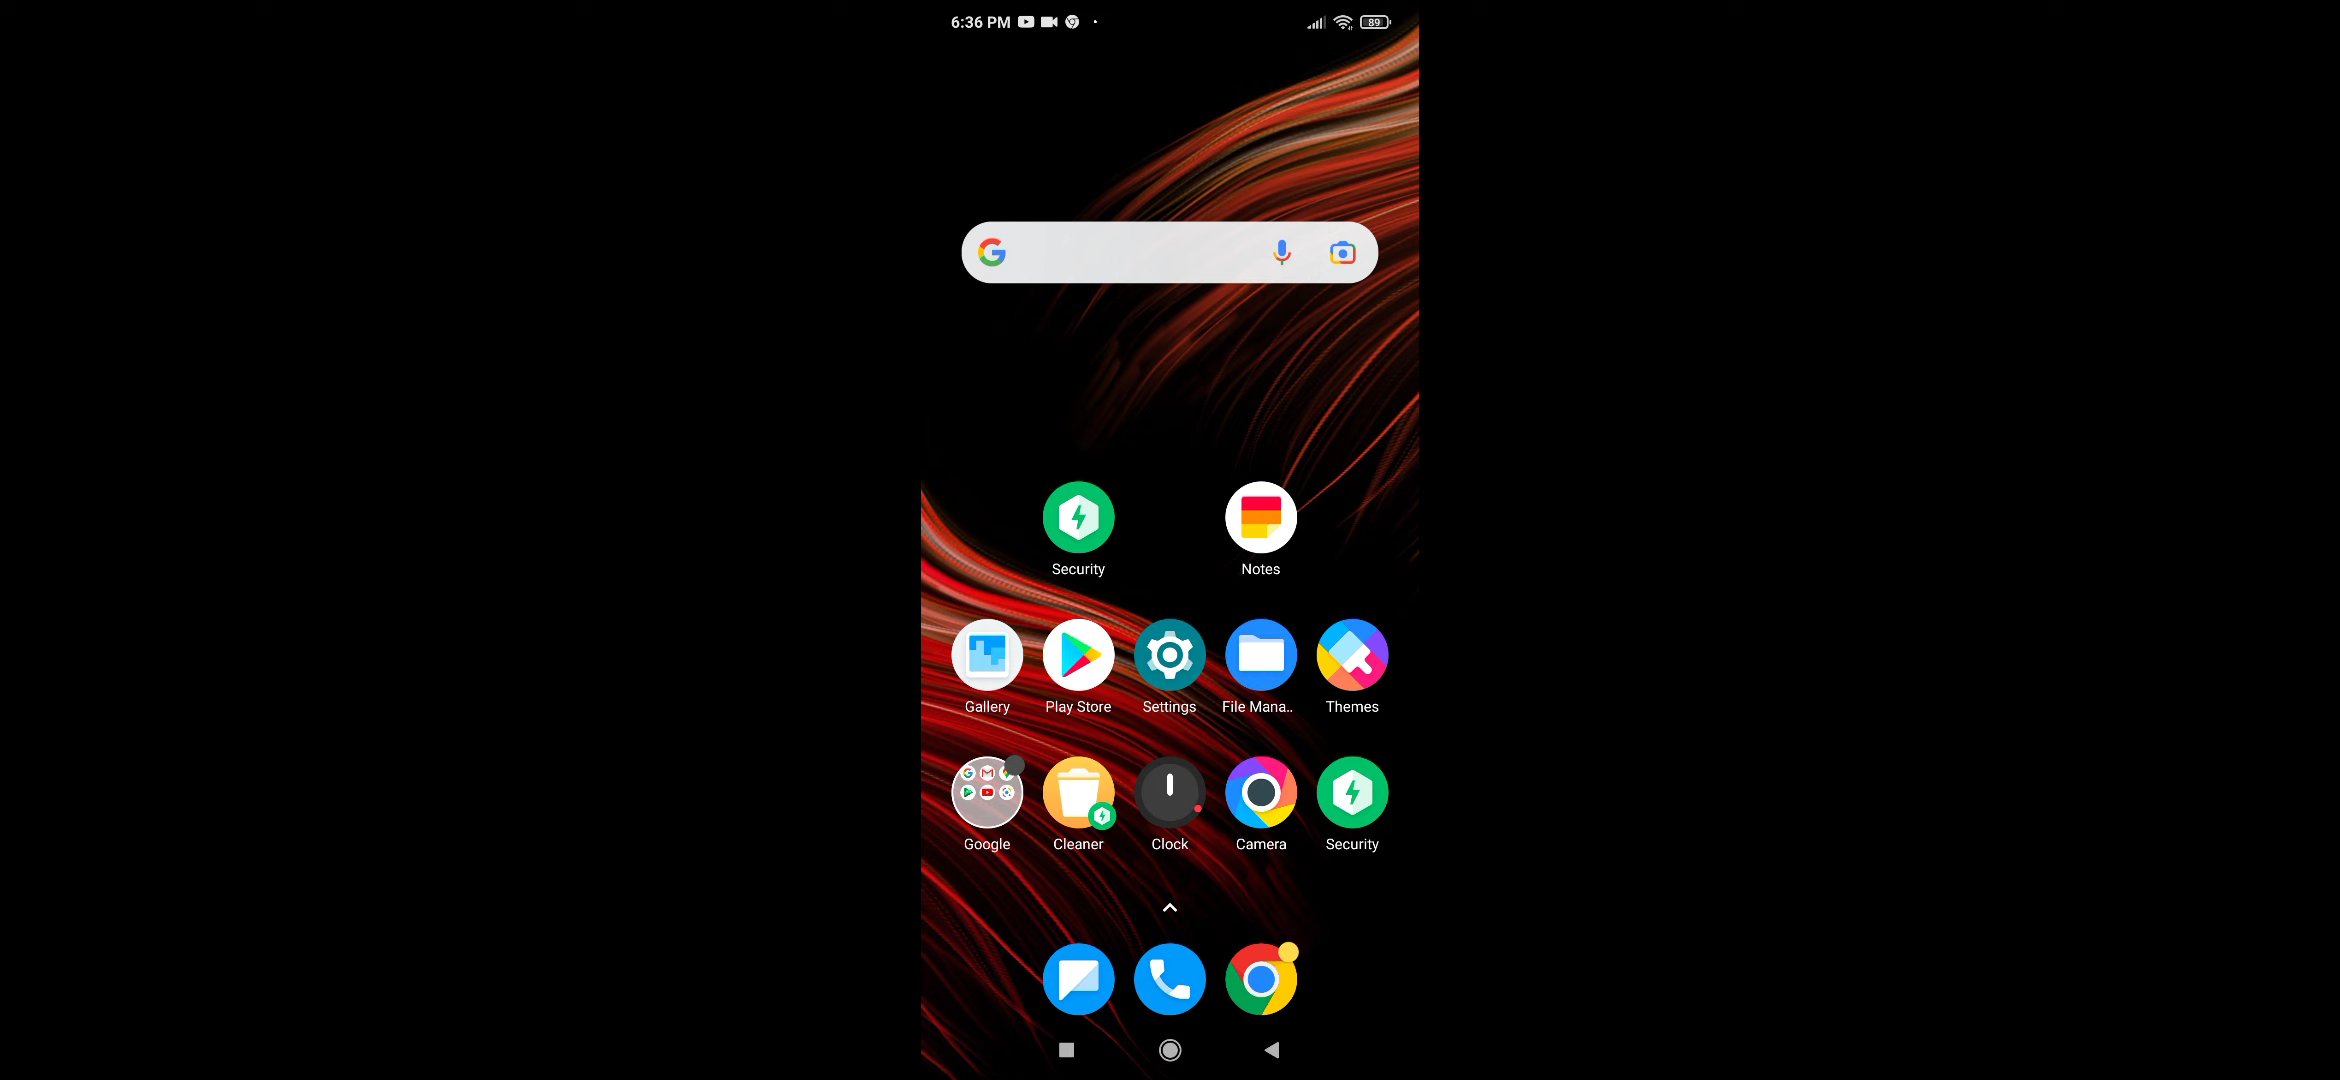 6:36 PM
89
Security Notes
Gallery Play Store Settings File Mana.. Themes
Google Cleaner Clock Camera Security